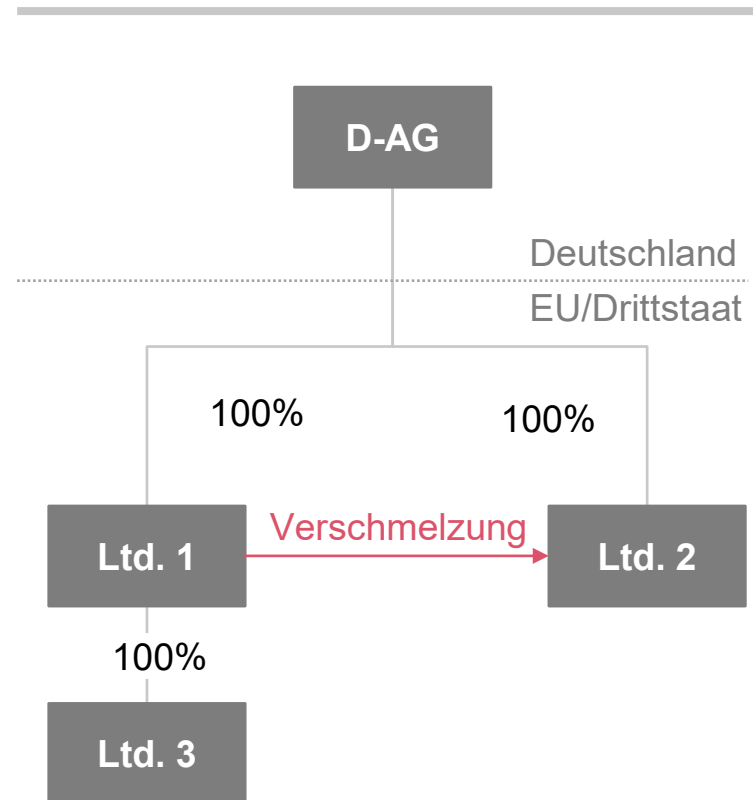 D-AG
Deutschland
EU/Drittstaat
100%
100%
Verschmelzung
Ltd. 1
Ltd. 2
100%
Ltd. 3